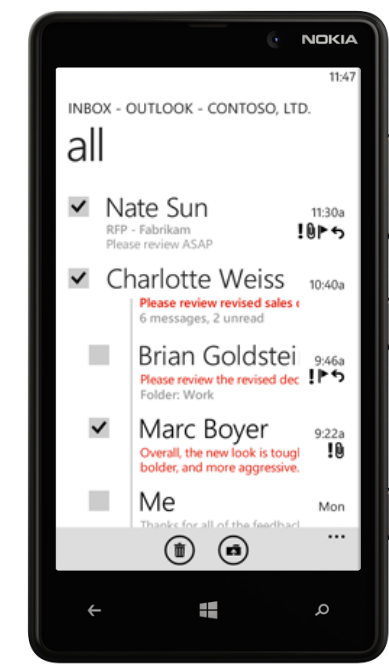 NOKIA
11:47
INBOX - OUTLOOK - CONTOSO, LTD.
all
Nate Sun 11:30a
RFP - Fabrikam
Please review ASAP
Charlotte Weiss 10:40a
Please review revised sales
6 messages, 2 unread
Brian Goldstei 9:46a
Please review the revised dec
Folder: Work
Marc Boyer 9:22a
Overall, the new look is tough
bolder, and more aggressive.
Me Mon
Thanks for all of the feedback